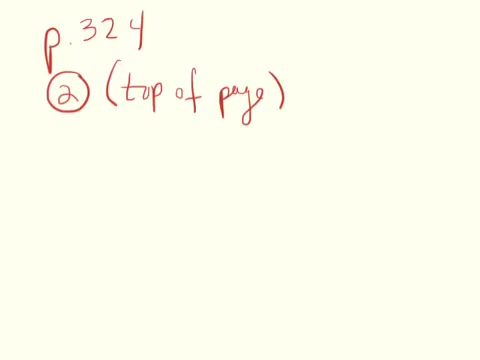 p. 324
② (top of page)